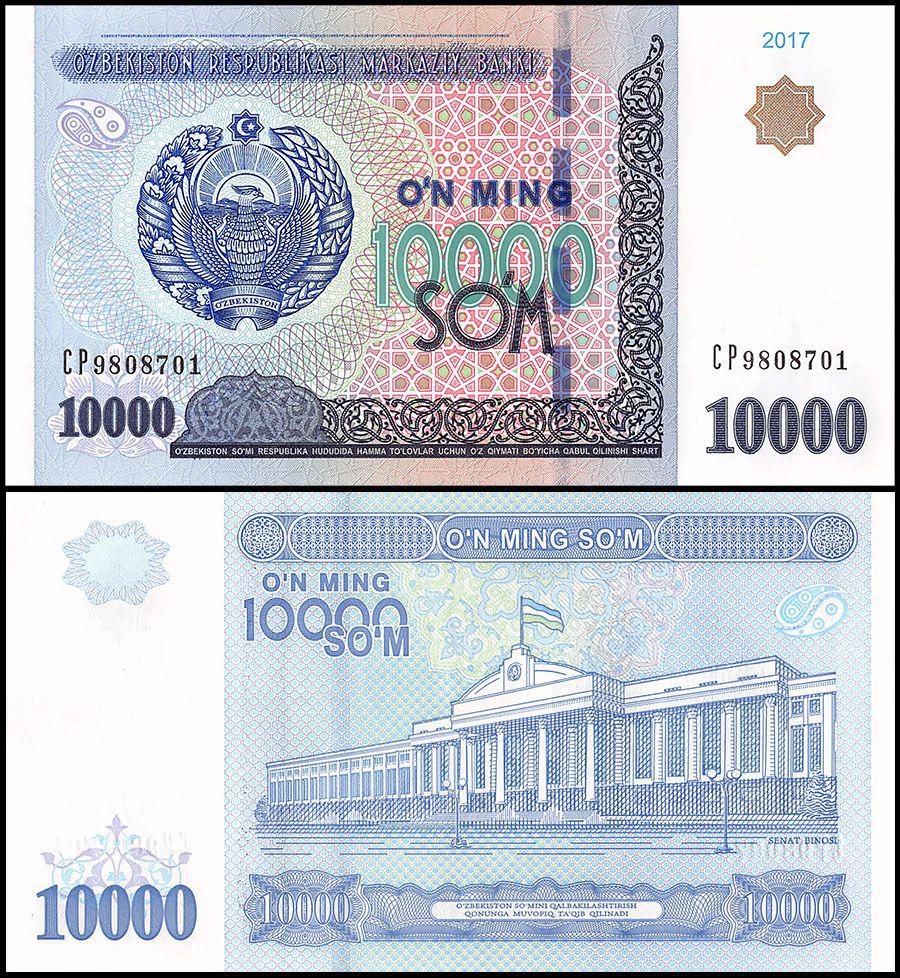 2017
O'ZBEKISTON RESPUBLIKASI MARKAZIY BANKI
O'N MING
10000
SO'M
O'ZBEKISTON
CP9808701
CP9808701
10000
10000
O'ZBEKISTON SO'MI RESPUBLIKA HUDUDIDA HAMMA TO'LOVLAR UCHUN O'Z QIYMATI BO'YICHA QABUL QILINISHI SHART
O'N MING SO'M
O'N MING
10000
SO'M
SENAT BINOSI
10000
10000
O'ZBEKISTON SO'MINI QALBAKILASHTIRISH
QONUNGA MUVOFIQ TA'QIB QILINADI
10000